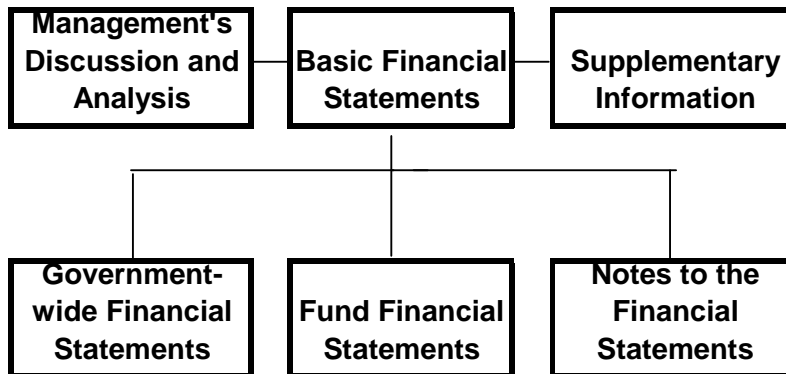 Management's
Discussion and
Analysis
Basic Financial
Statements
Supplementary
Information
Government-
wide Financial
Statements
Fund Financial
Statements
Notes to the
Financial
Statements